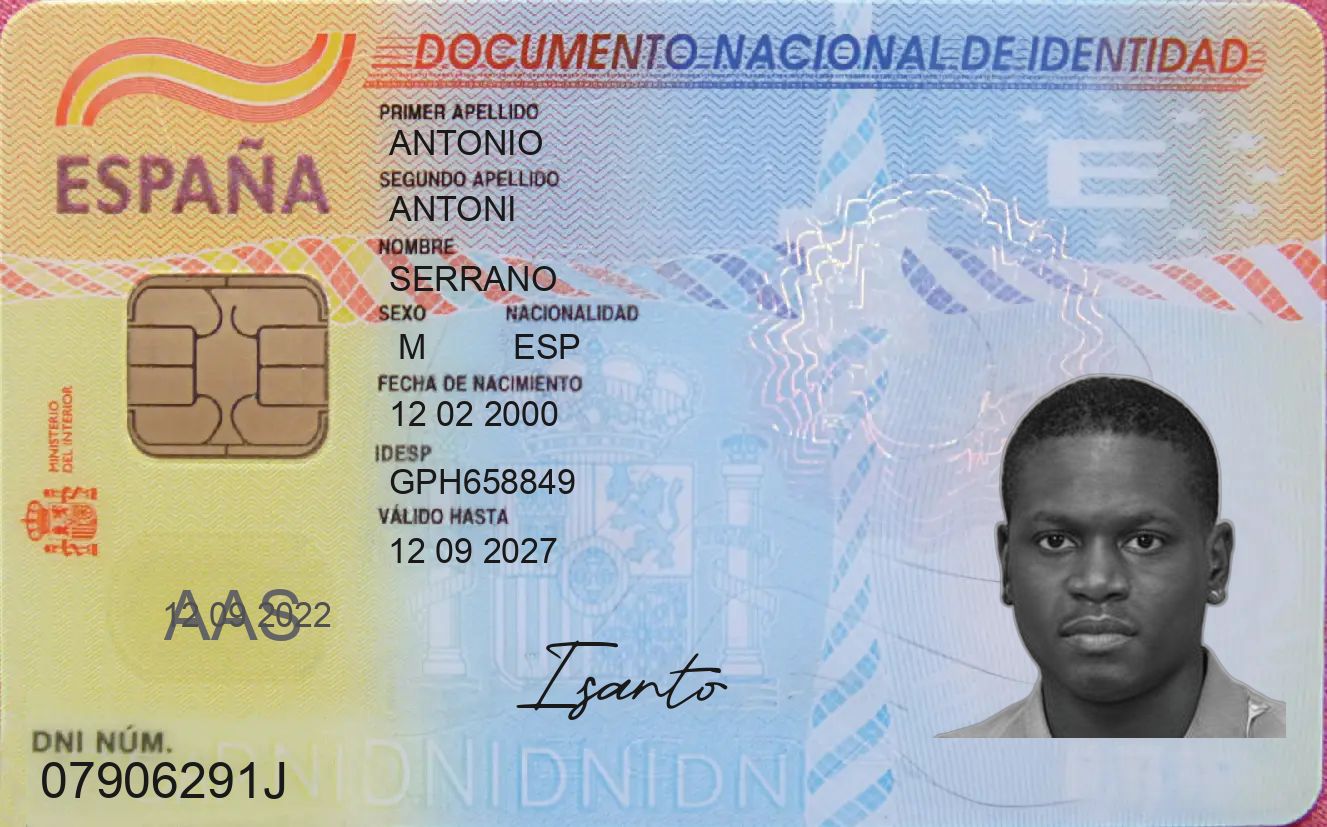 DOCUMENTO NACIONAL DE IDENTIDAD
ESPAÑA
PRIMER APELLIDO
ANTONIO
SEGUNDO APELLIDO
ANTONI
NOMBRE
SERRANO
SEXO NACIONALIDAD
M ESP
FECHA DE NACIMIENTO
12 02 2000
IDESP
GPH658849
VÁLIDO HASTA
12 09 2027
MINISTERIO
DEL INTERIOR
E
AAS
12 09 2022
Isanto
DNI NÚM.
07906291J
DNIDNIDNIDNI